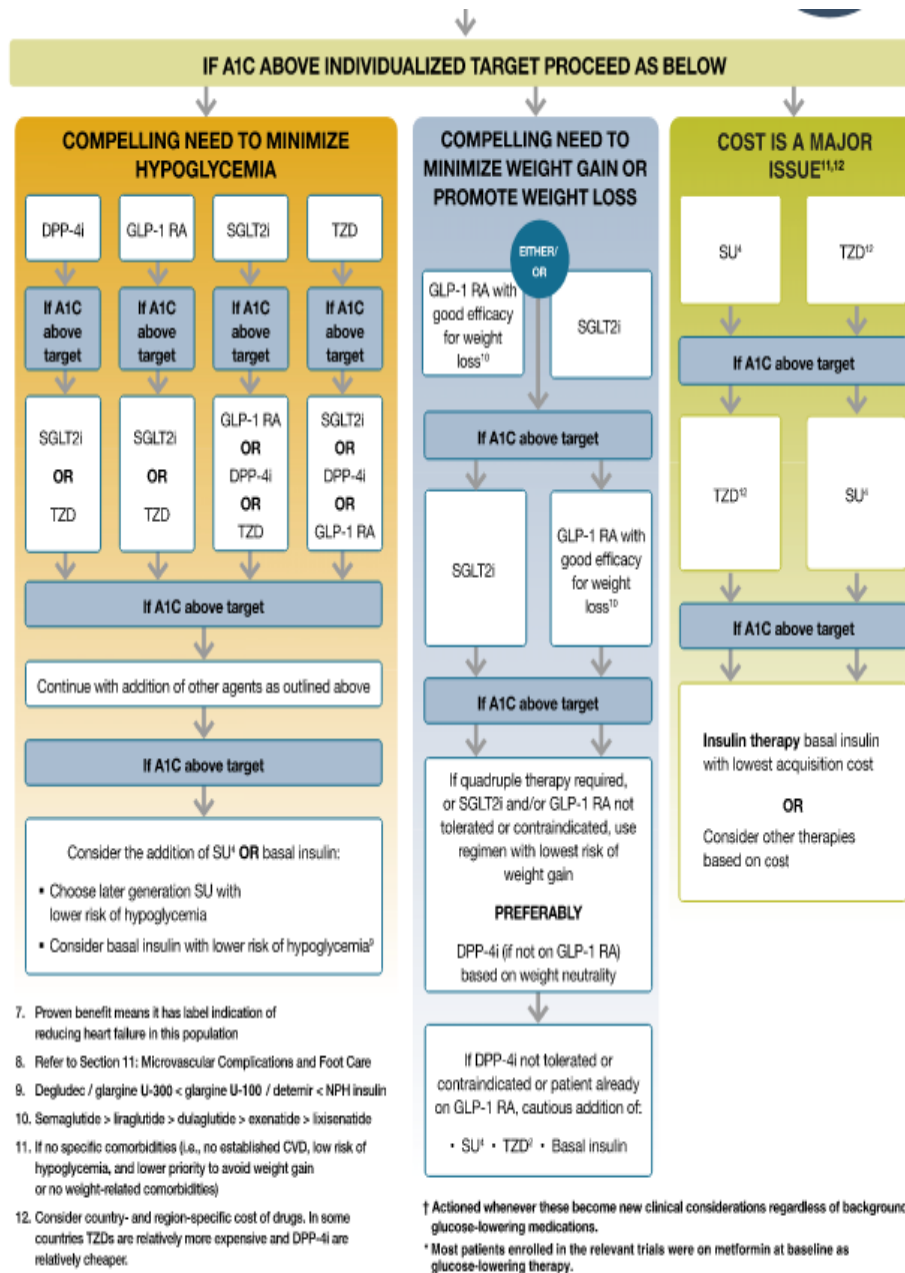 IF A1C ABOVE INDIVIDUALIZED TARGET PROCEED AS BELOW
COMPELLING NEED TO MINIMIZE
HYPOGLYCEMIA
DPP-4i
GLP-1 RA
SGLT2i
TZD
If A1C
above
target
If A1C
above
target
If A1C
above
target
If A1C
above
target
SGLT2i
OR
TZD
SGLT2i
OR
TZD
GLP-1 RA
OR
DPP-4i
OR
TZD
SGLT2i
OR
DPP-4i
OR
GLP-1 RA
If A1C above target
Continue with addition of other agents as outlined above
If A1C above target
Consider the addition of SU⁴ OR basal insulin:
▪ Choose later generation SU with
lower risk of hypoglycemia
▪ Consider basal insulin with lower risk of hypoglycemia⁹
COMPELLING NEED TO
MINIMIZE WEIGHT GAIN OR
PROMOTE WEIGHT LOSS
EITHER/
OR
GLP-1 RA with
good efficacy
for weight
loss¹⁰
SGLT2i
If A1C above target
SGLT2i
GLP-1 RA with
good efficacy
for weight
loss¹⁰
If A1C above target
If quadruple therapy required,
or SGLT2i and/or GLP-1 RA not
tolerated or contraindicated, use
regimen with lowest risk of
weight gain
PREFERABLY
DPP-4i (if not on GLP-1 RA)
based on weight neutrality
If DPP-4i not tolerated or
contraindicated or patient already
on GLP-1 RA, cautious addition of:
• SU⁴ • TZD² • Basal insulin
COST IS A MAJOR
ISSUE¹¹,¹²
SU⁴
TZD¹²
If A1C above target
TZD¹²
SU⁴
If A1C above target
Insulin therapy basal insulin
with lowest acquisition cost
OR
Consider other therapies
based on cost
7. Proven benefit means it has label indication of
reducing heart failure in this population
8. Refer to Section 11: Microvascular Complications and Foot Care
9. Degludec / glargine U-300 < glargine U-100 / detemir < NPH insulin
10. Semaglutide > liraglutide > dulaglutide > exenatide > lixisenatide
11. If no specific comorbidities (i.e., no established CVD, low risk of
hypoglycemia, and lower priority to avoid weight gain
or no weight-related comorbidities)
12. Consider country- and region-specific cost of drugs. In some
countries TZDs are relatively more expensive and DPP-4i are
relatively cheaper.
† Actioned whenever these become new clinical considerations regardless of background
glucose-lowering medications.
* Most patients enrolled in the relevant trials were on metformin at baseline as
glucose-lowering therapy.